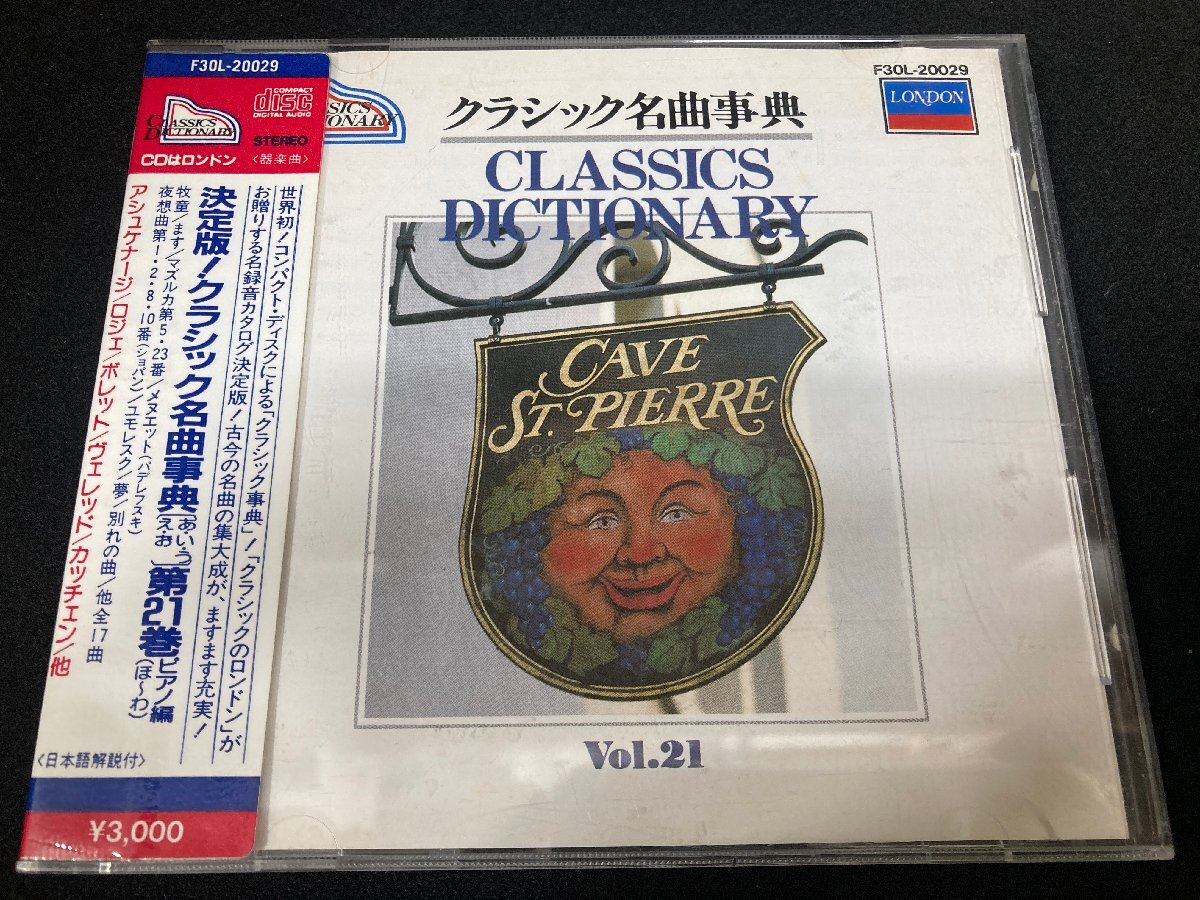 F30L-20029
CLASSICS
DICTIONARY
COMPACT
disc
DIGITAL AUDIO
STEREO
CDはロンドン
〈器楽曲〉
世界初!コンパクト・ディスクによる「クラシック事典」!「クラシックのロンドン」が
お贈りする名録音カタログ決定版!古今の名曲の集大成が、ますます充実!
決定版!クラシック名曲事典[あ・い・う・え・お]第21巻ピアノ編(ほ〜わ)
牧童/ます/マズルカ第5・23番/メヌエット(パデレフスキ)
夜想曲第1・2・8・10番(ショパン)/ユモレスク/夢/別れの曲/他全17曲
アシュケナージ/ロジェ/ボレット/ヴェレッド/カッチェン/他
〈日本語解説付〉
¥3,000
SICS
IONARY
クラシック名曲事典
CLASSICS
DICTIONARY
F30L-20029
LONDON
CAVE
ST. PIERRE
Vol.21